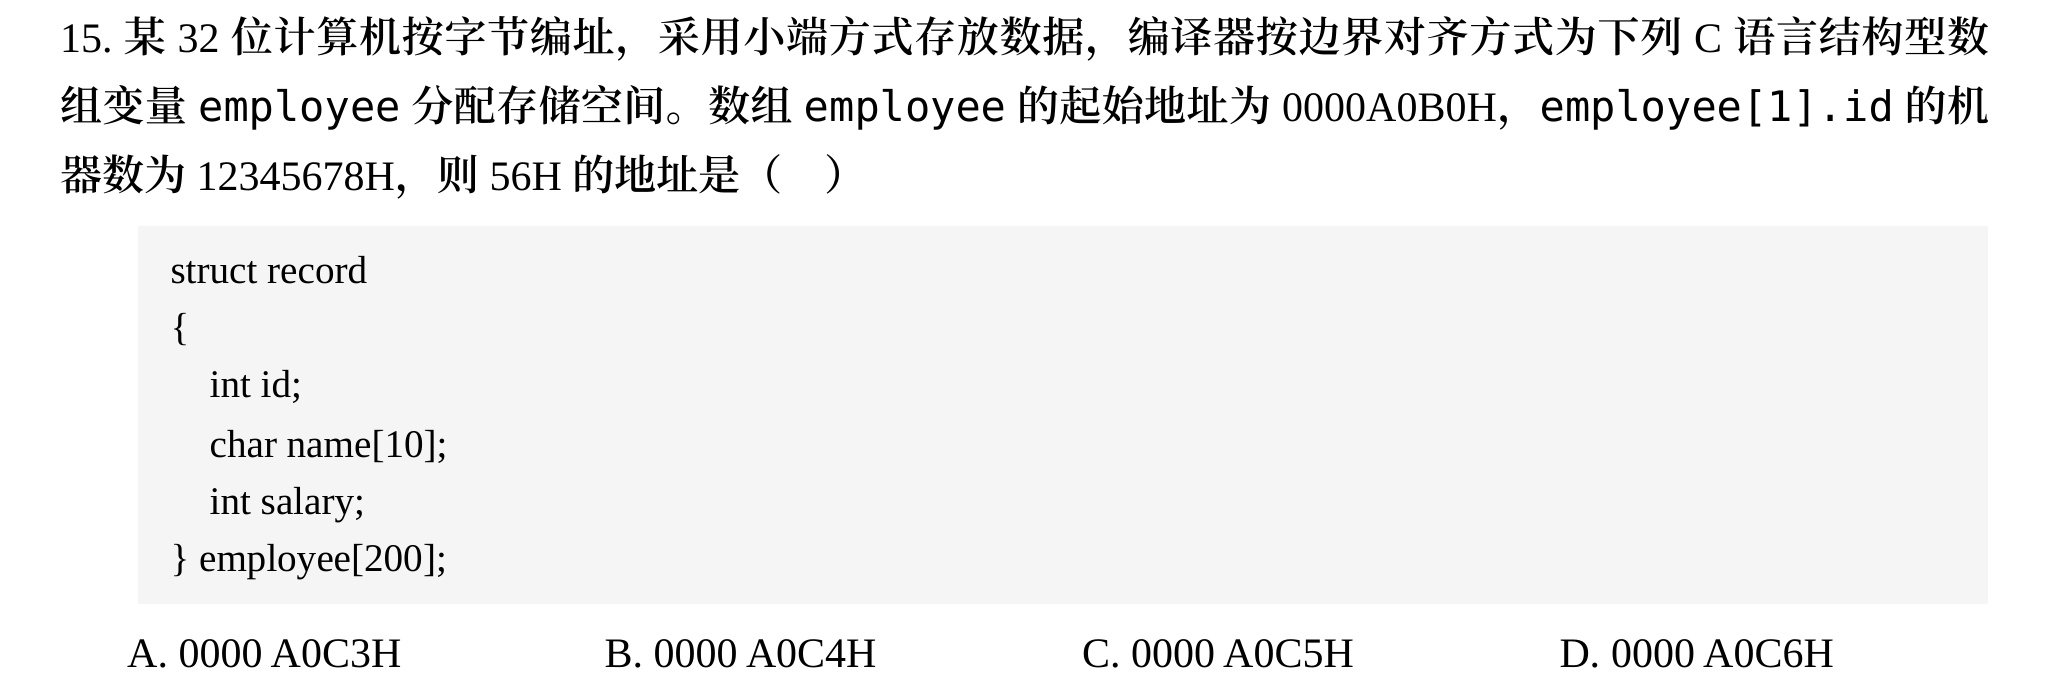 15. 某 32 位计算机按字节编址，采用小端方式存放数据，编译器按边界对齐方式为下列 C 语言结构型数
组变量 employee 分配存储空间。数组 employee 的起始地址为 0000A0B0H，employee[1].id 的机
器数为 12345678H，则 56H 的地址是（　）
struct record
{
int id;
char name[10];
int salary;
} employee[200];
A. 0000 A0C3H B. 0000 A0C4H C. 0000 A0C5H D. 0000 A0C6H